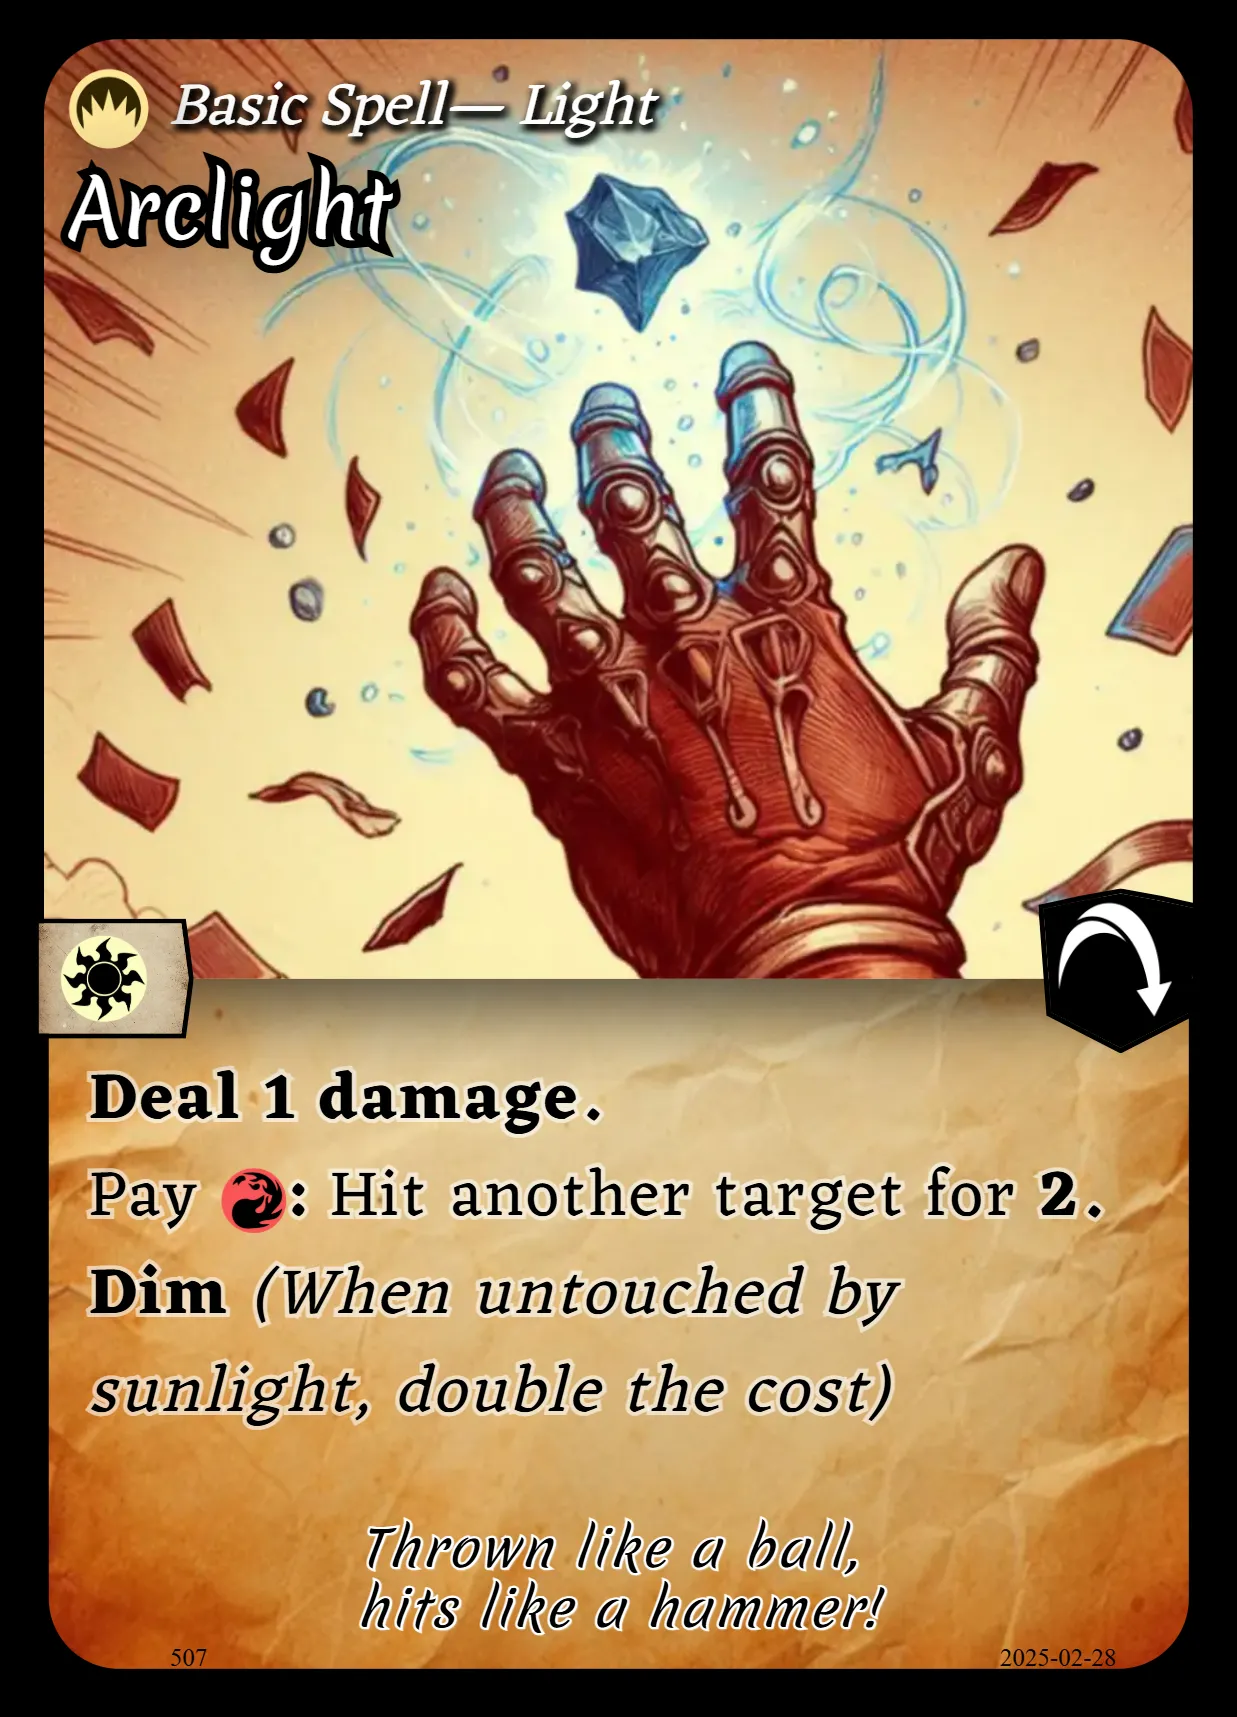 Basic Spell— Light
Arclight
Deal 1 damage.
Pay : Hit another target for 2.
Dim (When untouched by
sunlight, double the cost)
Thrown like a ball,
hits like a hammer!
507
2025-02-28